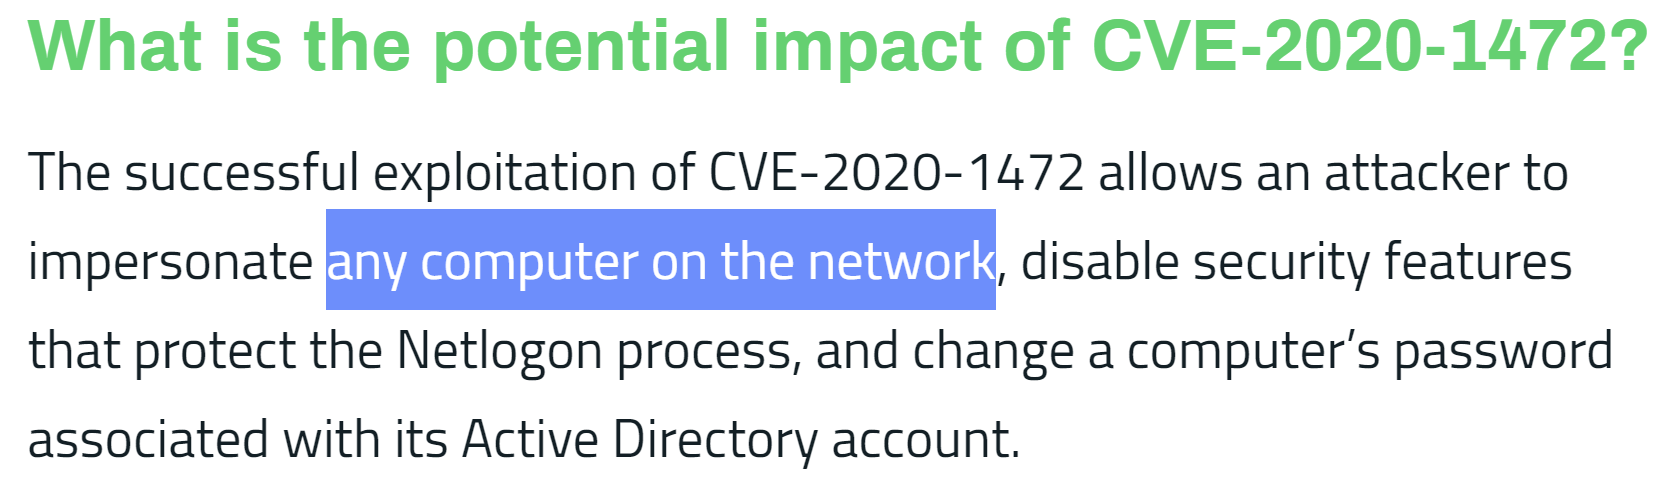 What is the potential impact of CVE-2020-1472?
The successful exploitation of CVE-2020-1472 allows an attacker to
impersonate any computer on the network, disable security features
that protect the Netlogon process, and change a computer’s password
associated with its Active Directory account.